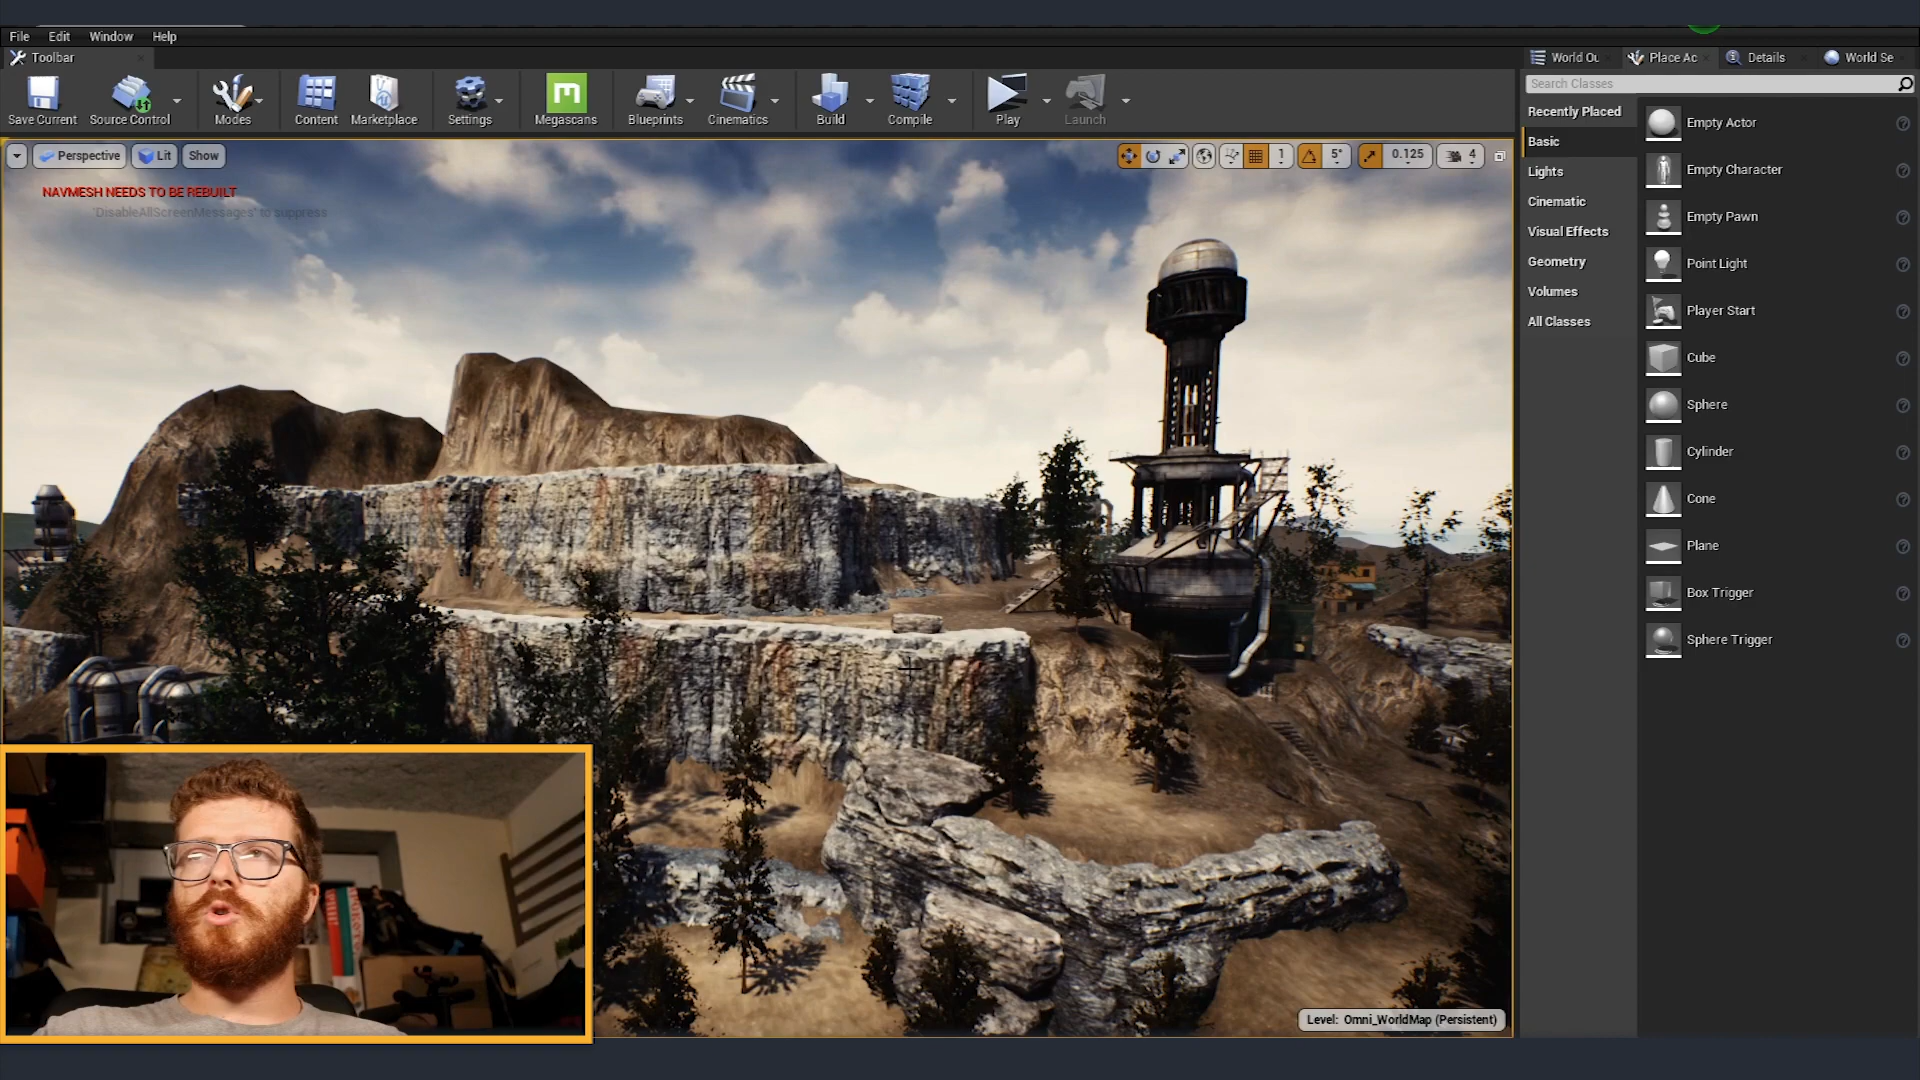 File Edit Window Help
Toolbar
World Ou Place Ac Details World Se
Save Current Source Control Modes Content Marketplace Settings Megascans Blueprints Cinematics Build Compile Play Launch
Search Classes
Perspective Lit Show
1 5° 0.125 4
NAVMESH NEEDS TO BE REBUILT
'DisableAllScreenMessages' to suppress
Recently Placed
Basic
Lights
Cinematic
Visual Effects
Geometry
Volumes
All Classes
Empty Actor
Empty Character
Empty Pawn
Point Light
Player Start
Cube
Sphere
Cylinder
Cone
Plane
Box Trigger
Sphere Trigger
Level: Omni_WorldMap (Persistent)